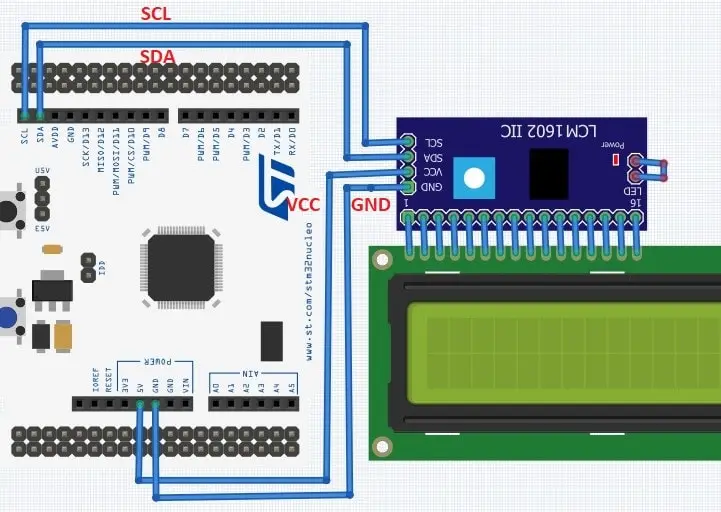 SCL
SDA
SCL
SDA
AVDD
GND
SCK/D13
MISO/D12
PWM/MOSI/D11
PWM/CS/D10
PWM/D9
D8
D7
PWM/D6
PWM/D5
D4
PWM/D3
D2
TX/D1
RX/D0
LCM 1602 IIC
SCL
SDA
VCC
GND
Power
LED
1
16
U5V
E5V
VCC
GND
IDD
www.st.com/stm32nucleo
POWER
AIN
IOREF
RESET
3V3
5V
GND
GND
VIN
A0
A1
A2
A3
A4
A5